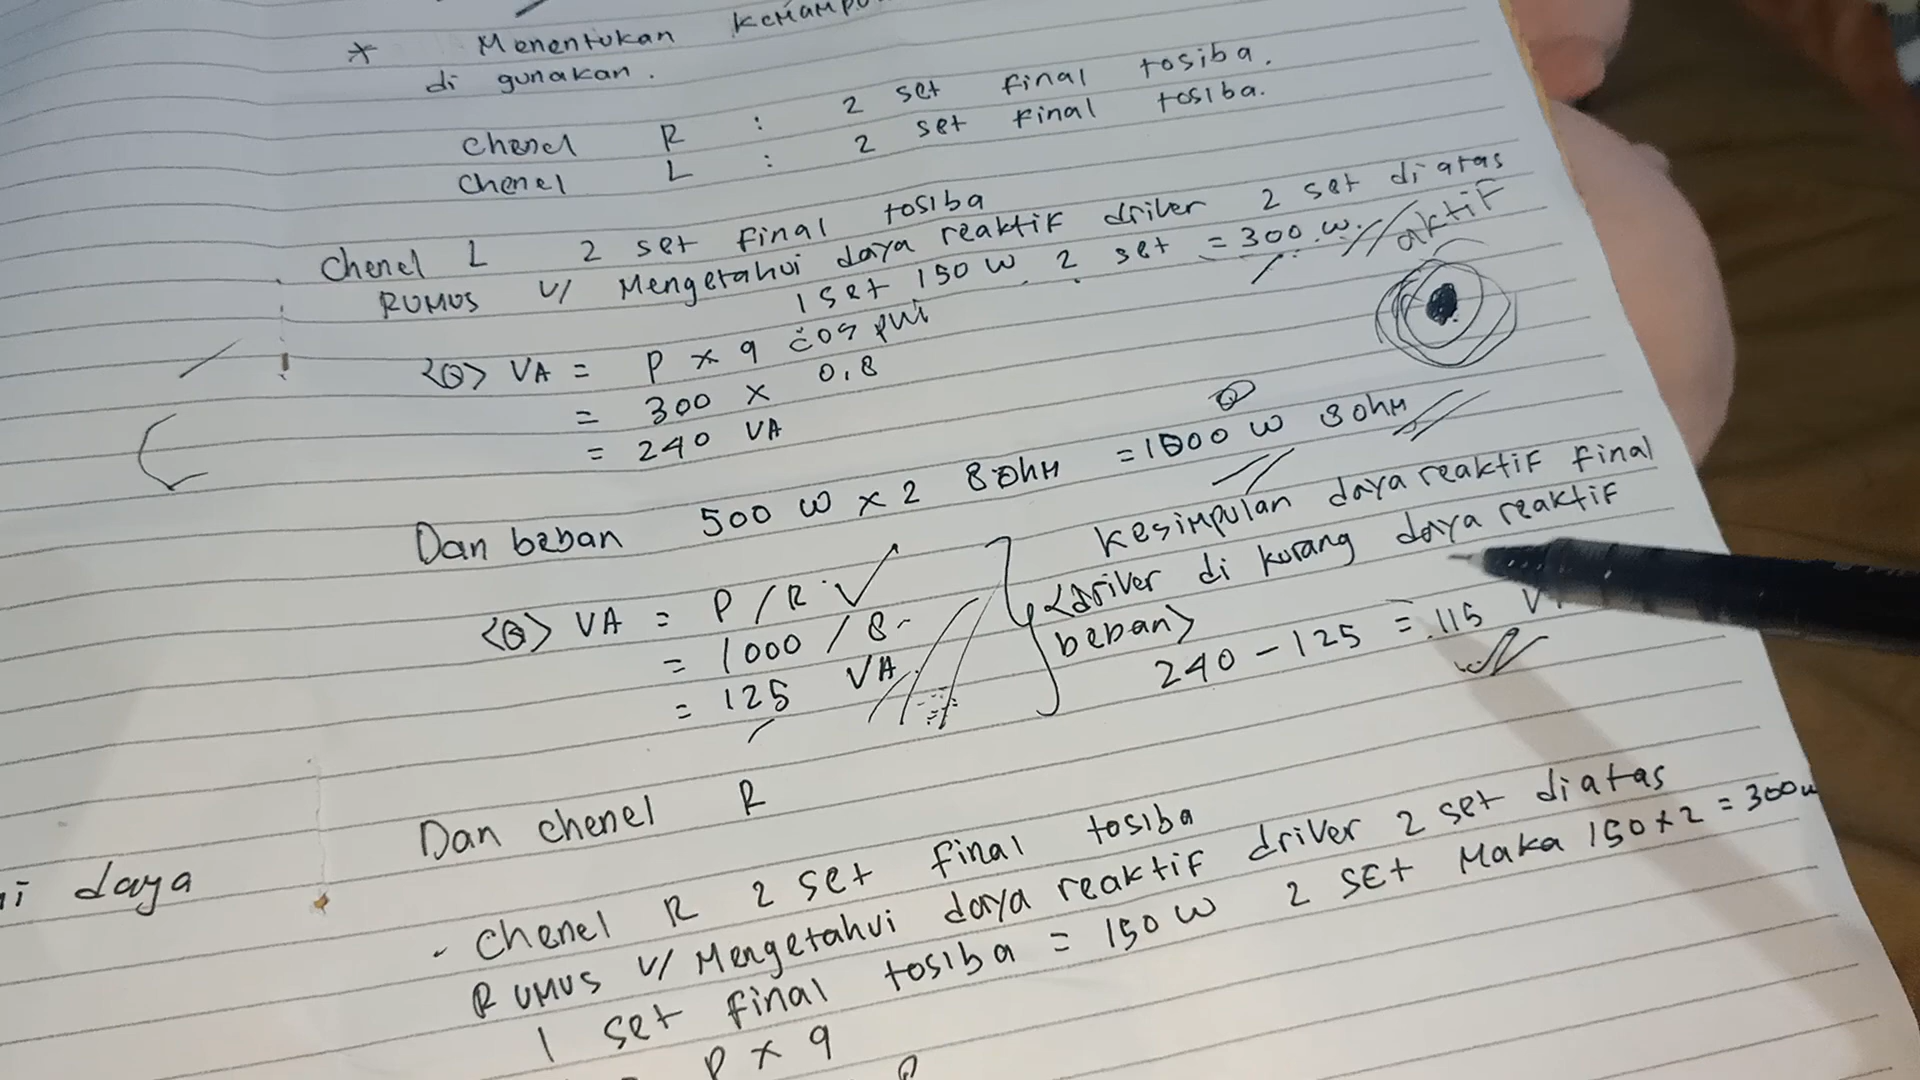 * Menentukan
di gunakan.
Chenel R : 2 set final tosiba.
Chenel L : 2 set final tosiba.
Chenel L 2 set final tosiba
RUMUS U/ Mengetahui daya reaktif driver 2 set diatas
1 set 150 W 2 set = 300 W. // aktif
<Q> VA = P x q cos phi
= 300 x 0,8
= 240 VA
Dan beban 500 W x 2 8 ohm = 1000 W 8 ohm
<Q> VA = P / R
= 1000 / 8
= 125 VA
Kesimpulan daya reaktif final
<driver di kurang daya reaktif
beban>
240 - 125 = 115
Dan chenel R
- Chenel R 2 set final tosiba
RUMUS U/ Mengetahui daya reaktif driver 2 set diatas
1 set final tosiba = 150 W 2 SEt Maka 150 x 2 = 300 W
P x q
daya